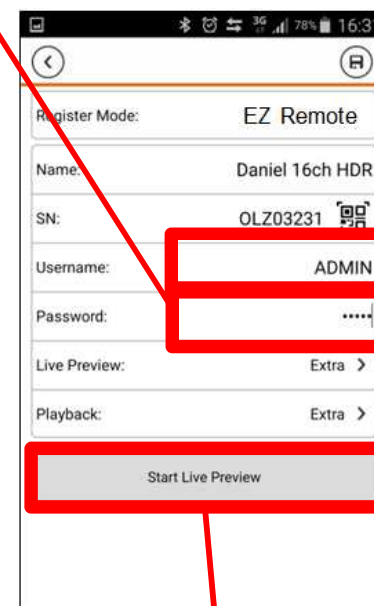 3G 78% 16:3
Register Mode: EZ Remote
Name: Daniel 16ch HDR
SN: OLZ03231
Username: ADMIN
Password: •••••
Live Preview: Extra >
Playback: Extra >
Start Live Preview